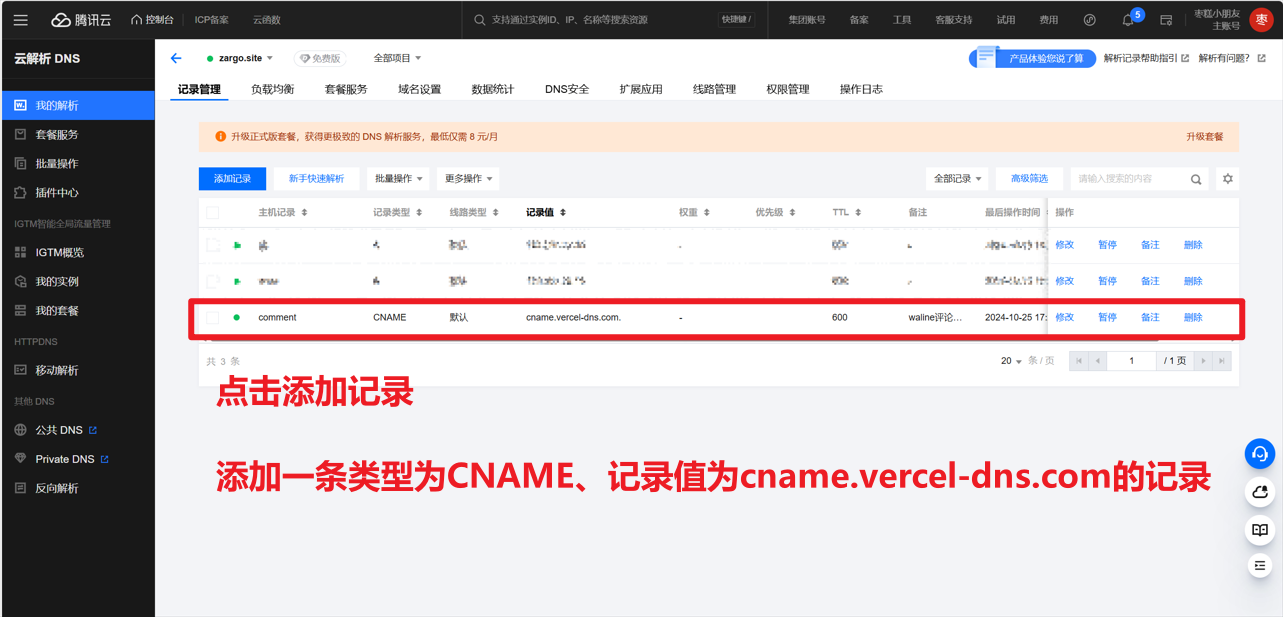 腾讯云 控制台 ICP备案 云函数 支持通过实例ID、IP、名称等搜索资源 快捷键 / 集团账号 备案 工具 客服支持 试用 费用 5 枣糕小朋友 枣
主账号
云解析 DNS
zargo.site 免费版 全部项目 产品体验您说了算 解析记录帮助指引 解析有问题?
记录管理 负载均衡 套餐服务 域名设置 数据统计 DNS安全 扩展应用 线路管理 权限管理 操作日志
我的解析
套餐服务
批量操作
插件中心
IGTM智能全局流量管理
IGTM概览
我的实例
我的套餐
HTTPDNS
移动解析
其他 DNS
公共 DNS
Private DNS
反向解析
升级正式版套餐，获得更极致的 DNS 解析服务，最低仅需 8 元/月 升级套餐
添加记录 新手快速解析 批量操作 更多操作 全部记录 高级筛选 请输入搜索的内容
主机记录 记录类型 线路类型 记录值 权重 优先级 TTL 备注 最后操作时间 操作
修改 暂停 备注 删除
修改 暂停 备注 删除
comment CNAME 默认 cname.vercel-dns.com. - 600 waline评论... 2024-10-25 17: 修改 暂停 备注 删除
共 3 条 20 条 / 页 1 / 1 页
点击添加记录
添加一条类型为CNAME、记录值为cname.vercel-dns.com的记录